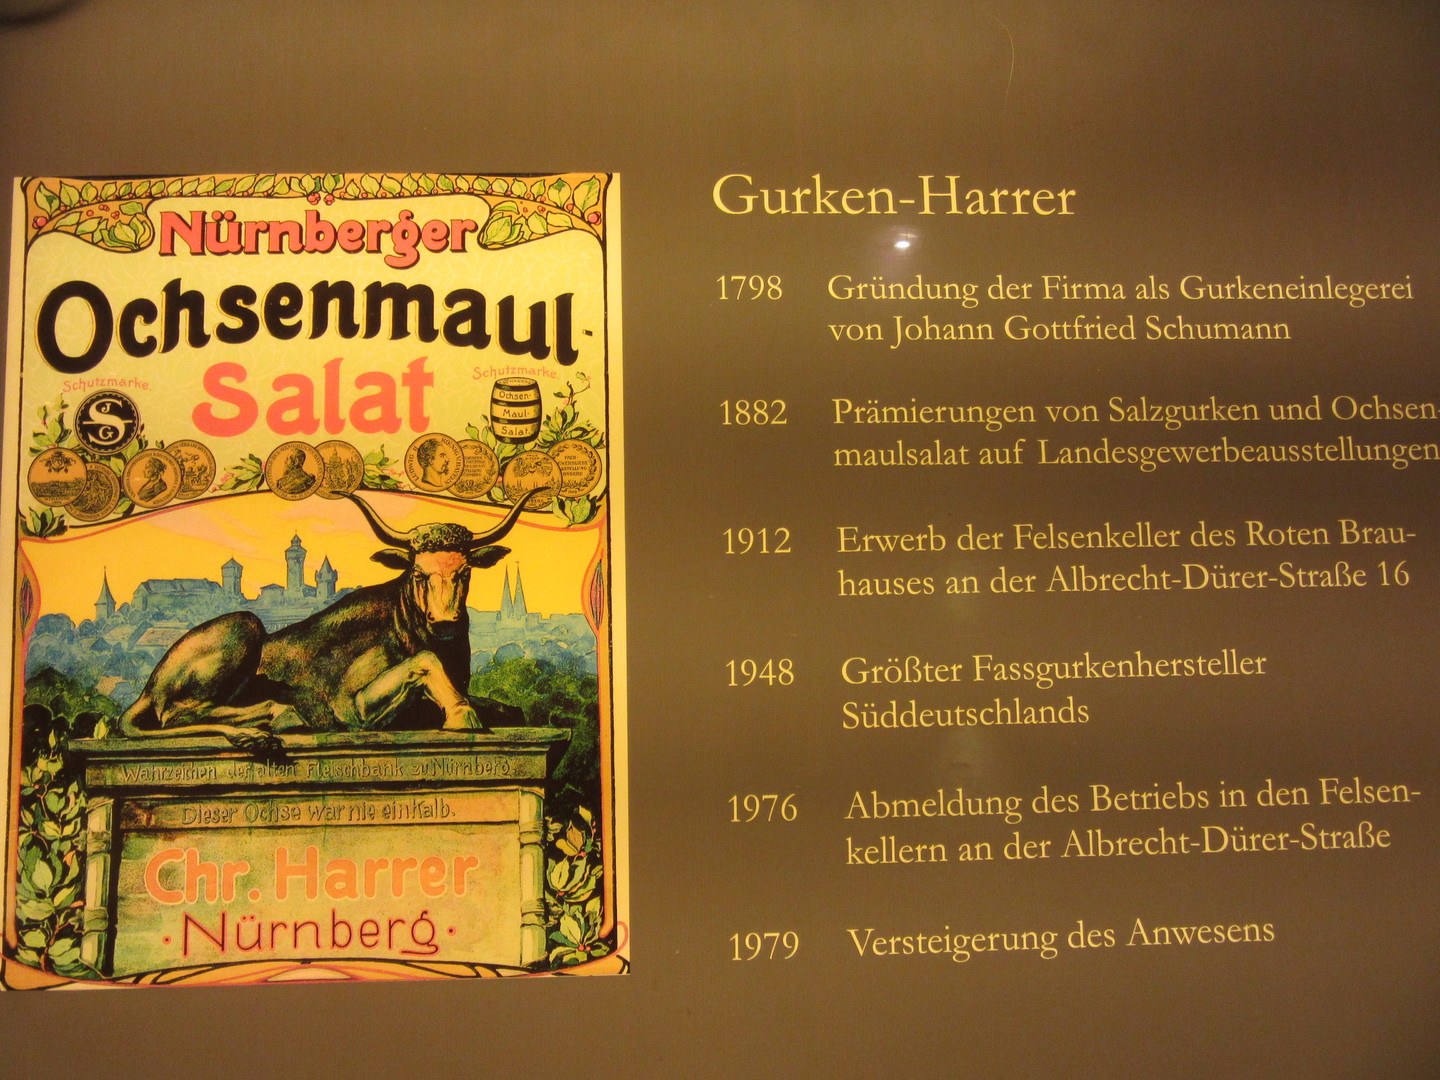 Nürnberger
Ochsenmaul-
Salat
Schutzmarke.
Schutzmarke.
J
S
G
Ochsen-
Maul-
Salat.
Wahrzeichen der alten Fleischbank zu Nürnberg.
Dieser Ochse war nie ein Kalb.
Chr. Harrer
·Nürnberg·
Gurken-Harrer
1798 Gründung der Firma als Gurkeneinlegerei
von Johann Gottfried Schumann
1882 Prämierungen von Salzgurken und Ochsen-
maulsalat auf Landesgewerbeausstellungen
1912 Erwerb der Felsenkeller des Roten Brau-
hauses an der Albrecht-Dürer-Straße 16
1948 Größter Fassgurkenhersteller
Süddeutschlands
1976 Abmeldung des Betriebs in den Felsen-
kellern an der Albrecht-Dürer-Straße
1979 Versteigerung des Anwesens